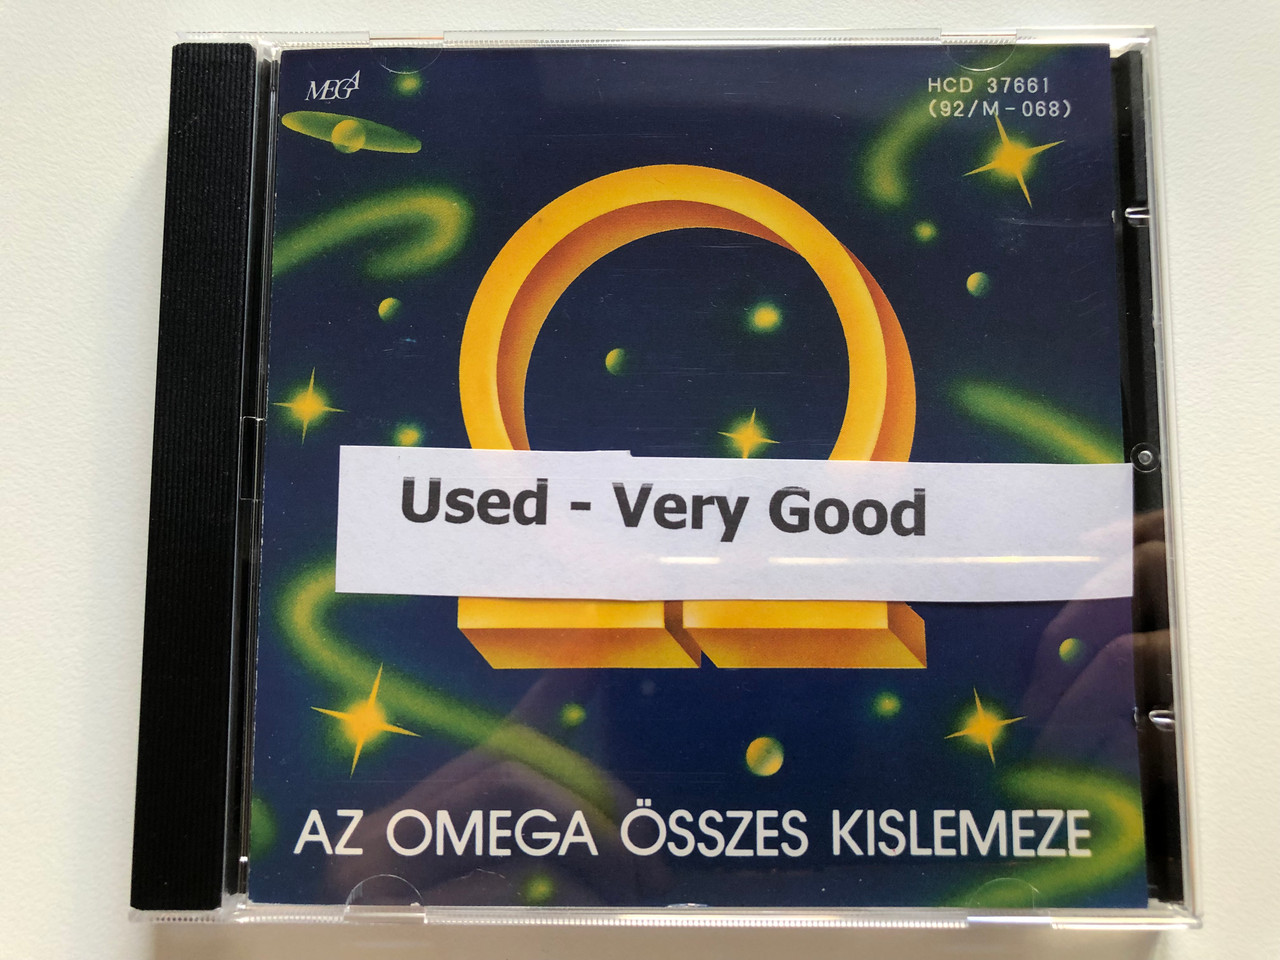 MEGA
HCD 37661
(92/M-068)
Used - Very Good
AZ OMEGA ÖSSZES KISLEMEZE